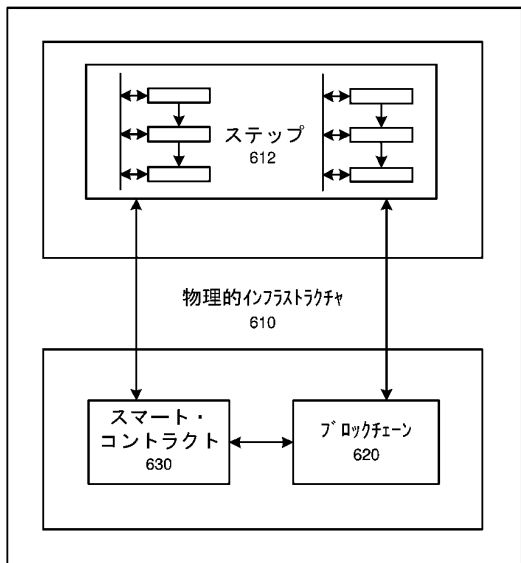 ステップ
612
物理的インフラストラクチャ
610
スマート・
コントラクト
630
ブロックチェーン
620